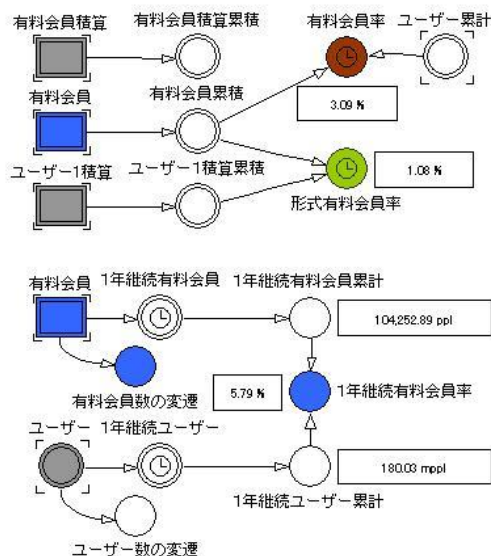 有料会員積算
有料会員積算累積
有料会員率
ユーザー累計
有料会員
有料会員累積
3.09 %
ユーザー1積算
ユーザー1積算累積
1.08 %
形式有料会員率
有料会員
1年継続有料会員
1年継続有料会員累計
104,252.89 ppl
有料会員数の変遷
5.79 %
1年継続有料会員率
ユーザー
1年継続ユーザー
1年継続ユーザー累計
180.03 mppl
ユーザー数の変遷